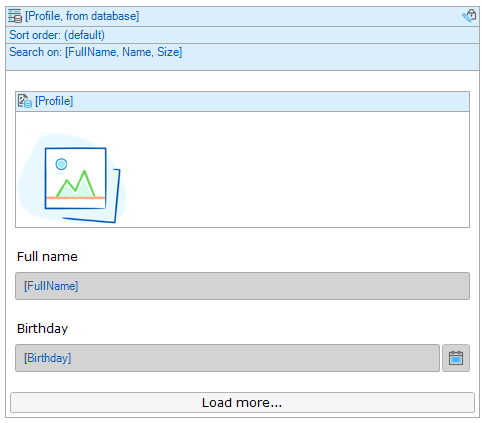 [Profile, from database]
Sort order: (default)
Search on: [FullName, Name, Size]
[Profile]
Full name
[FullName]
Birthday
[Birthday]
Load more...